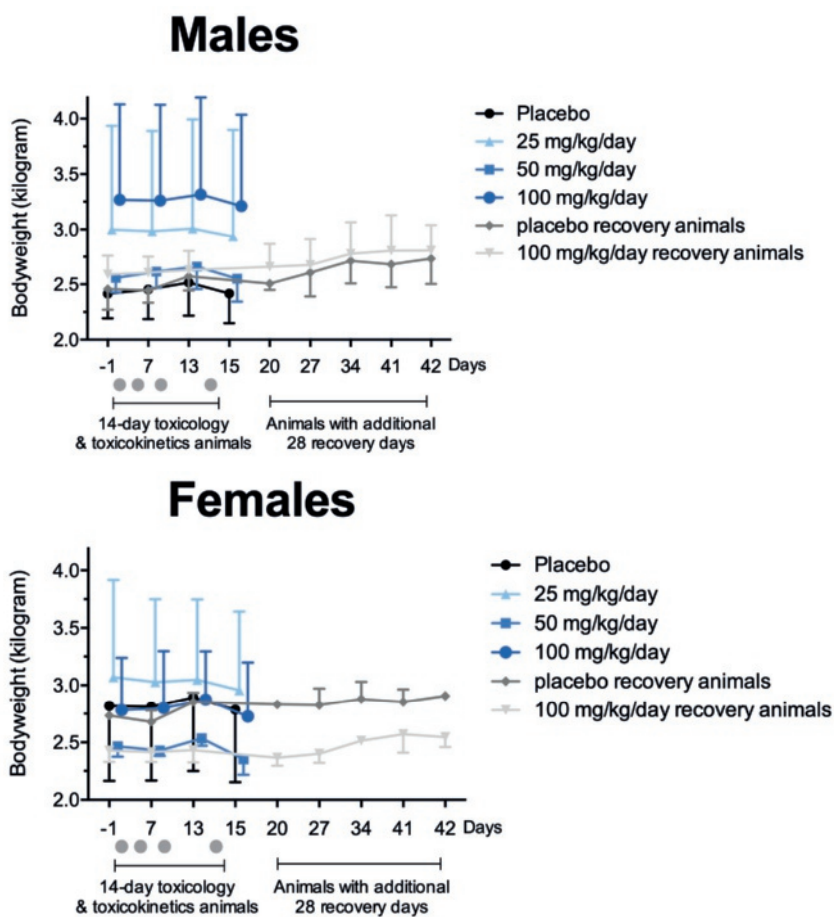 Males
Bodyweight (kilogram)
4.0
3.5
3.0
2.5
2.0
-1 7 13 15 20 27 34 41 42 Days
Placebo
25 mg/kg/day
50 mg/kg/day
100 mg/kg/day
placebo recovery animals
100 mg/kg/day recovery animals
14-day toxicology
& toxicokinetics animals
Animals with additional
28 recovery days
Females
Bodyweight (kilogram)
4.0
3.5
3.0
2.5
2.0
-1 7 13 15 20 27 34 41 42 Days
Placebo
25 mg/kg/day
50 mg/kg/day
100 mg/kg/day
placebo recovery animals
100 mg/kg/day recovery animals
14-day toxicology
& toxicokinetics animals
Animals with additional
28 recovery days